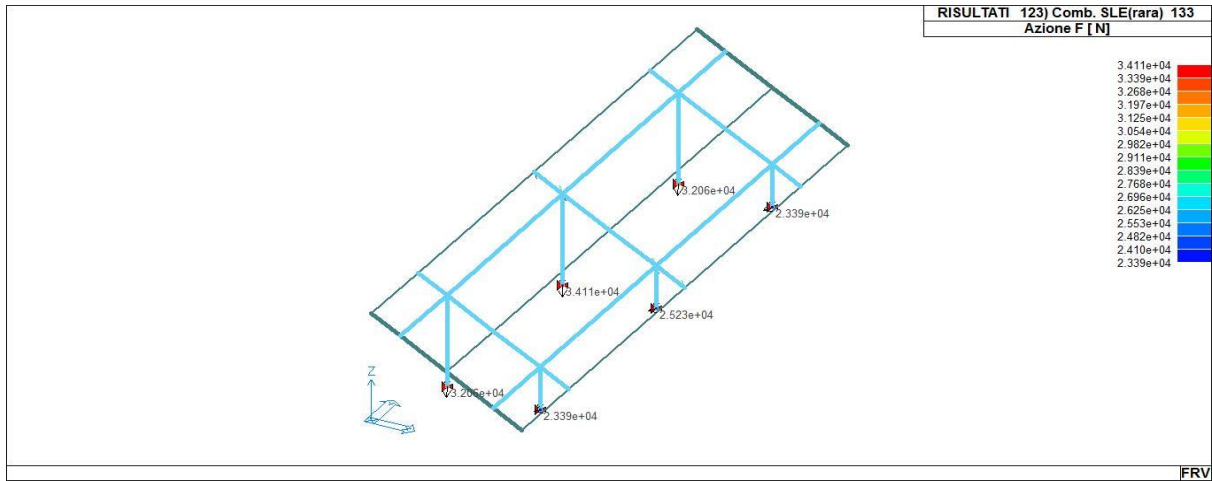 RISULTATI 123) Comb. SLE(rara) 133
Azione F [ N]
3.411e+04
3.339e+04
3.268e+04
3.197e+04
3.125e+04
3.054e+04
2.982e+04
2.911e+04
2.839e+04
2.768e+04
2.696e+04
2.625e+04
2.553e+04
2.482e+04
2.410e+04
2.339e+04
3.206e+04
2.339e+04
3.411e+04
2.523e+04
Z
3.206e+04
2.339e+04
FRV